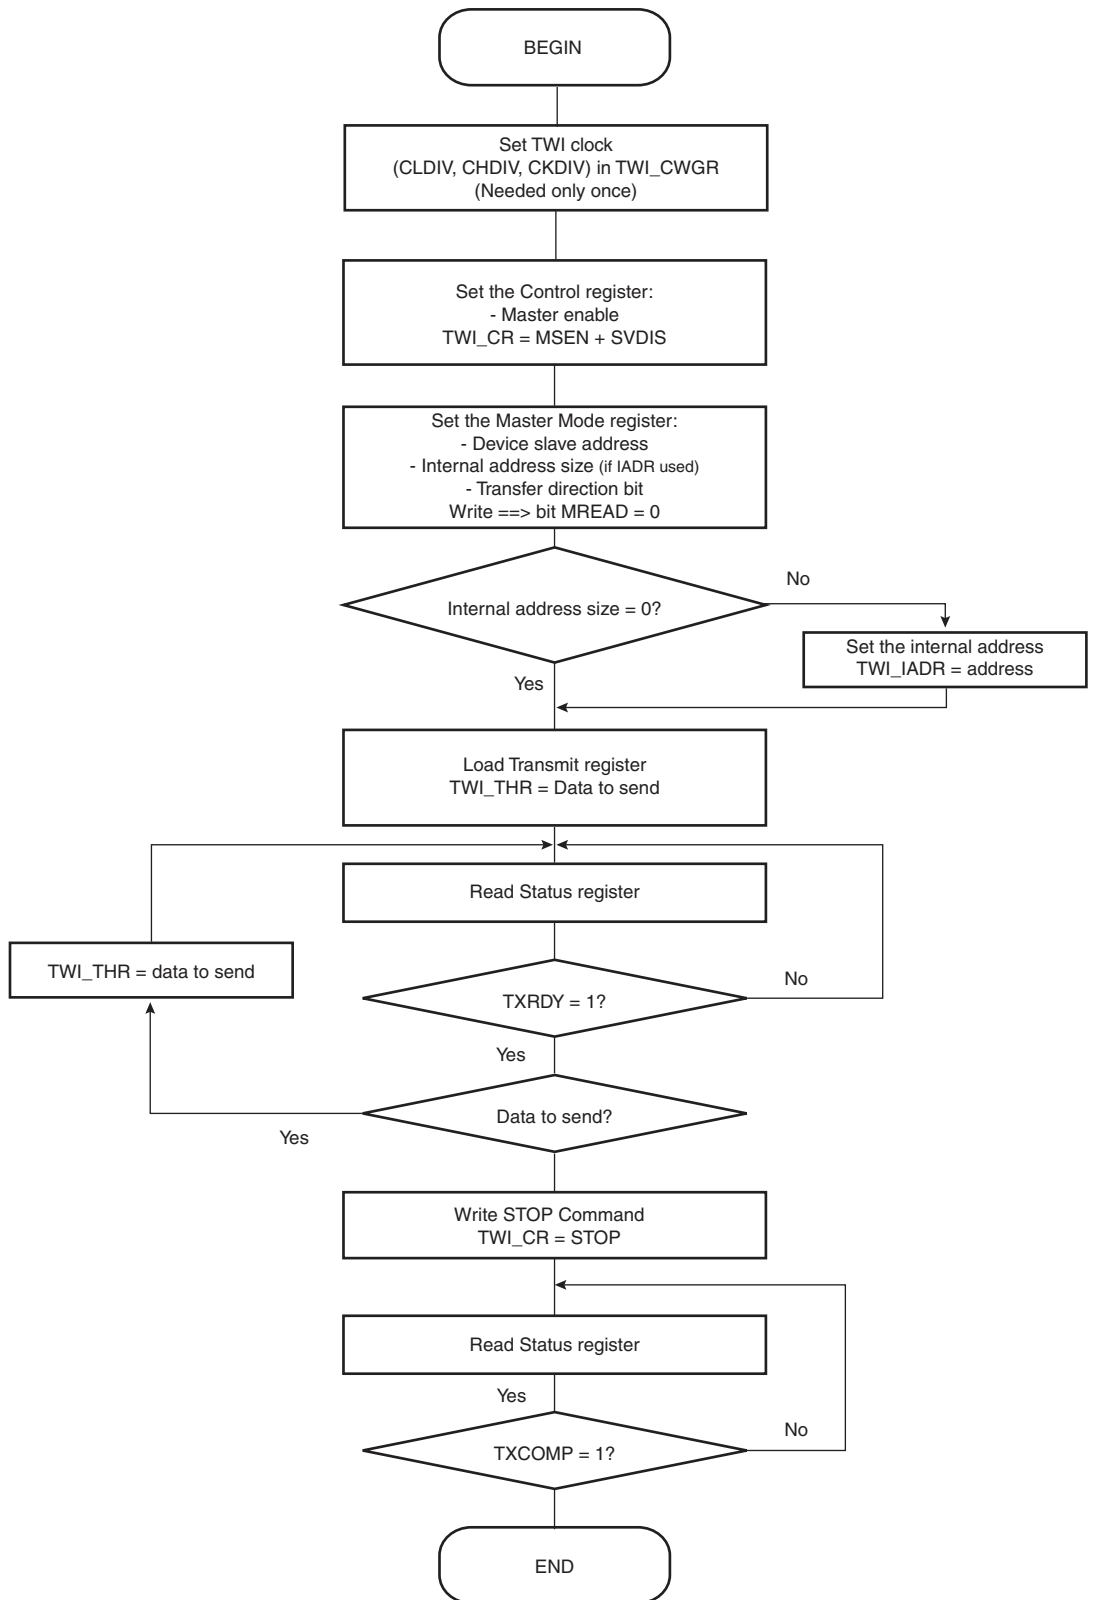 BEGIN
Set TWI clock
(CLDIV, CHDIV, CKDIV) in TWI_CWGR
(Needed only once)
Set the Control register:
- Master enable
TWI_CR = MSEN + SVDIS
Set the Master Mode register:
- Device slave address
- Internal address size (if IADR used)
- Transfer direction bit
Write ==> bit MREAD = 0
Internal address size = 0?
No
Set the internal address
TWI_IADR = address
Yes
Load Transmit register
TWI_THR = Data to send
Read Status register
TWI_THR = data to send
TXRDY = 1?
No
Yes
Data to send?
Yes
Write STOP Command
TWI_CR = STOP
Read Status register
Yes
TXCOMP = 1?
No
END